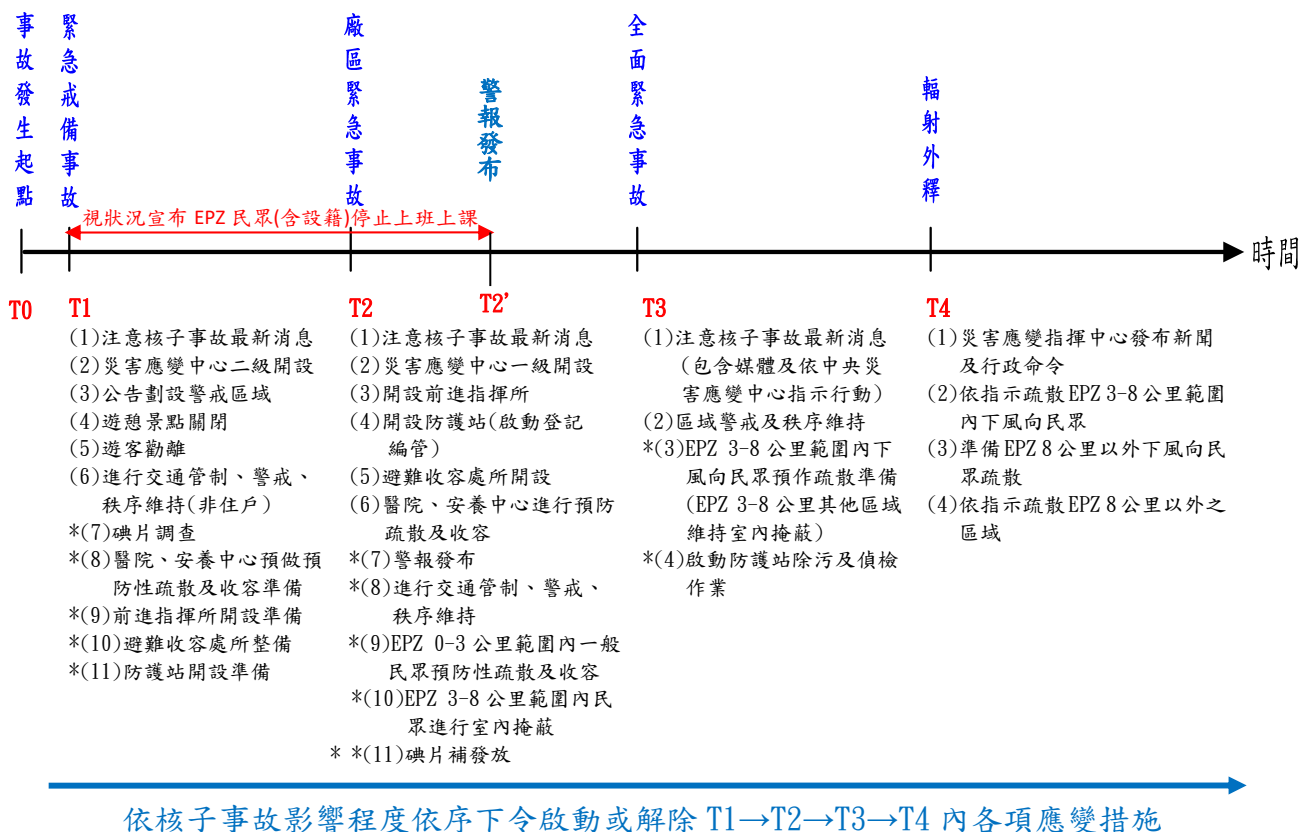 事故發生起點
緊急戒備事故
廠區緊急事故
警報發布
全面緊急事故
輻射外釋
視狀況宣布 EPZ 民眾(含設籍)停止上班上課
時間
T0
T1
(1)注意核子事故最新消息
(2)災害應變中心二級開設
(3)公告劃設警戒區域
(4)遊憩景點關閉
(5)遊客勸離
(6)進行交通管制、警戒、
秩序維持(非住戶)
*(7)碘片調查
*(8)醫院、安養中心預做預
防性疏散及收容準備
*(9)前進指揮所開設準備
*(10)避難收容處所整備
*(11)防護站開設準備
T2
T2'
(1)注意核子事故最新消息
(2)災害應變中心一級開設
(3)開設前進指揮所
(4)開設防護站(啟動登記
編管)
(5)避難收容處所開設
(6)醫院、安養中心進行預防
疏散及收容
*(7)警報發布
*(8)進行交通管制、警戒、
秩序維持
*(9)EPZ 0-3 公里範圍內一般
民眾預防性疏散及收容
*(10)EPZ 3-8 公里範圍內民
眾進行室內掩蔽
* *(11)碘片補發放
T3
(1)注意核子事故最新消息
(包含媒體及依中央災
害應變中心指示行動)
(2)區域警戒及秩序維持
*(3)EPZ 3-8 公里範圍內下
風向民眾預作疏散準備
(EPZ 3-8 公里其他區域
維持室內掩蔽)
*(4)啟動防護站除污及偵檢
作業
T4
(1)災害應變指揮中心發布新聞
及行政命令
(2)依指示疏散 EPZ 3-8 公里範圍
內下風向民眾
(3)準備 EPZ 8 公里以外下風向民
眾疏散
(4)依指示疏散 EPZ 8 公里以外之
區域
依核子事故影響程度依序下令啟動或解除 T1→T2→T3→T4 內各項應變措施